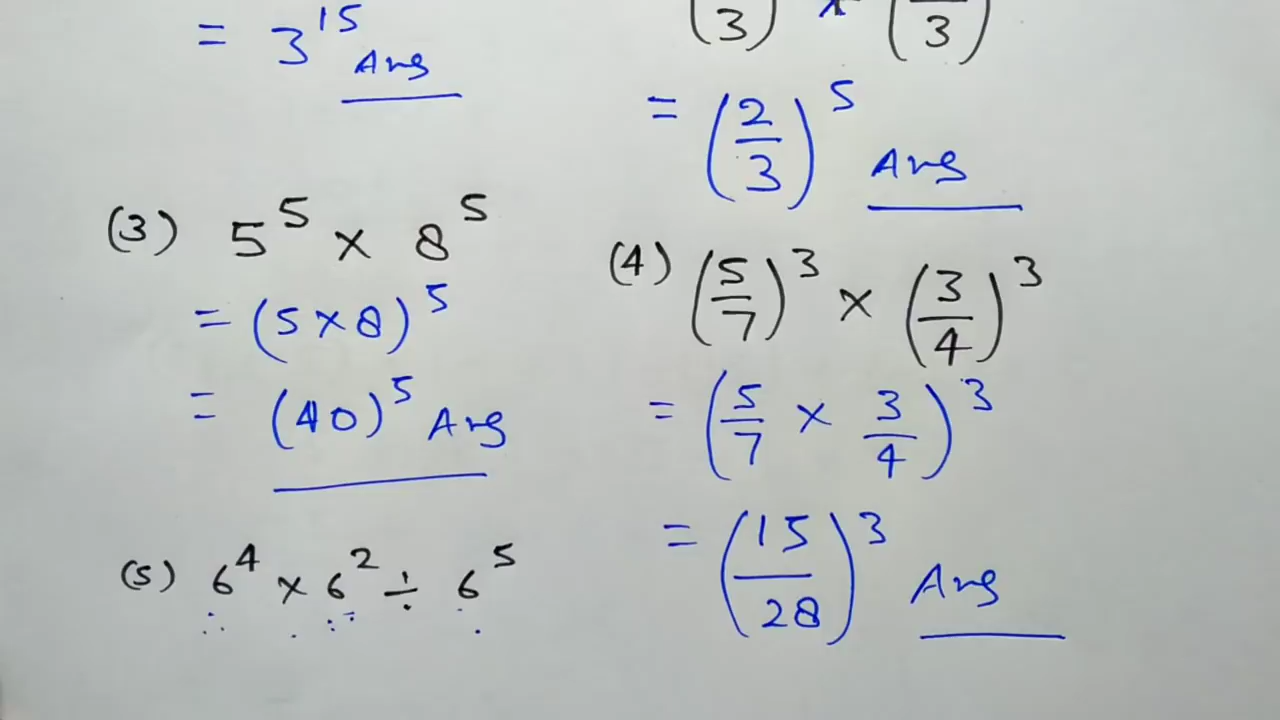 = 3^15 Ans
(3) 5^5 × 8^5
= (5×8)^5
= (40)^5 Ans
(5) 6^4 × 6^2 ÷ 6^5
3) × ( 3)
= (2/3)^5 Ans
(4) (5/7)^3 × (3/4)^3
= (5/7 × 3/4)^3
= (15/28)^3 Ans